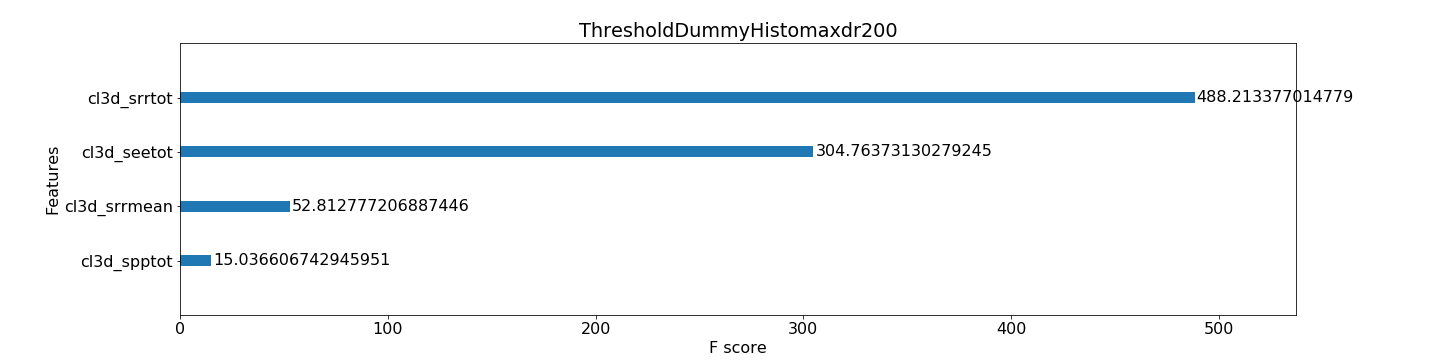 ThresholdDummyHistomaxdr200
Features
cl3d_srrtot
488.213377014779
cl3d_seetot
304.76373130279245
cl3d_srrmean
52.812777206887446
cl3d_spptot
15.036606742945951
0 100 200 300 400 500
F score